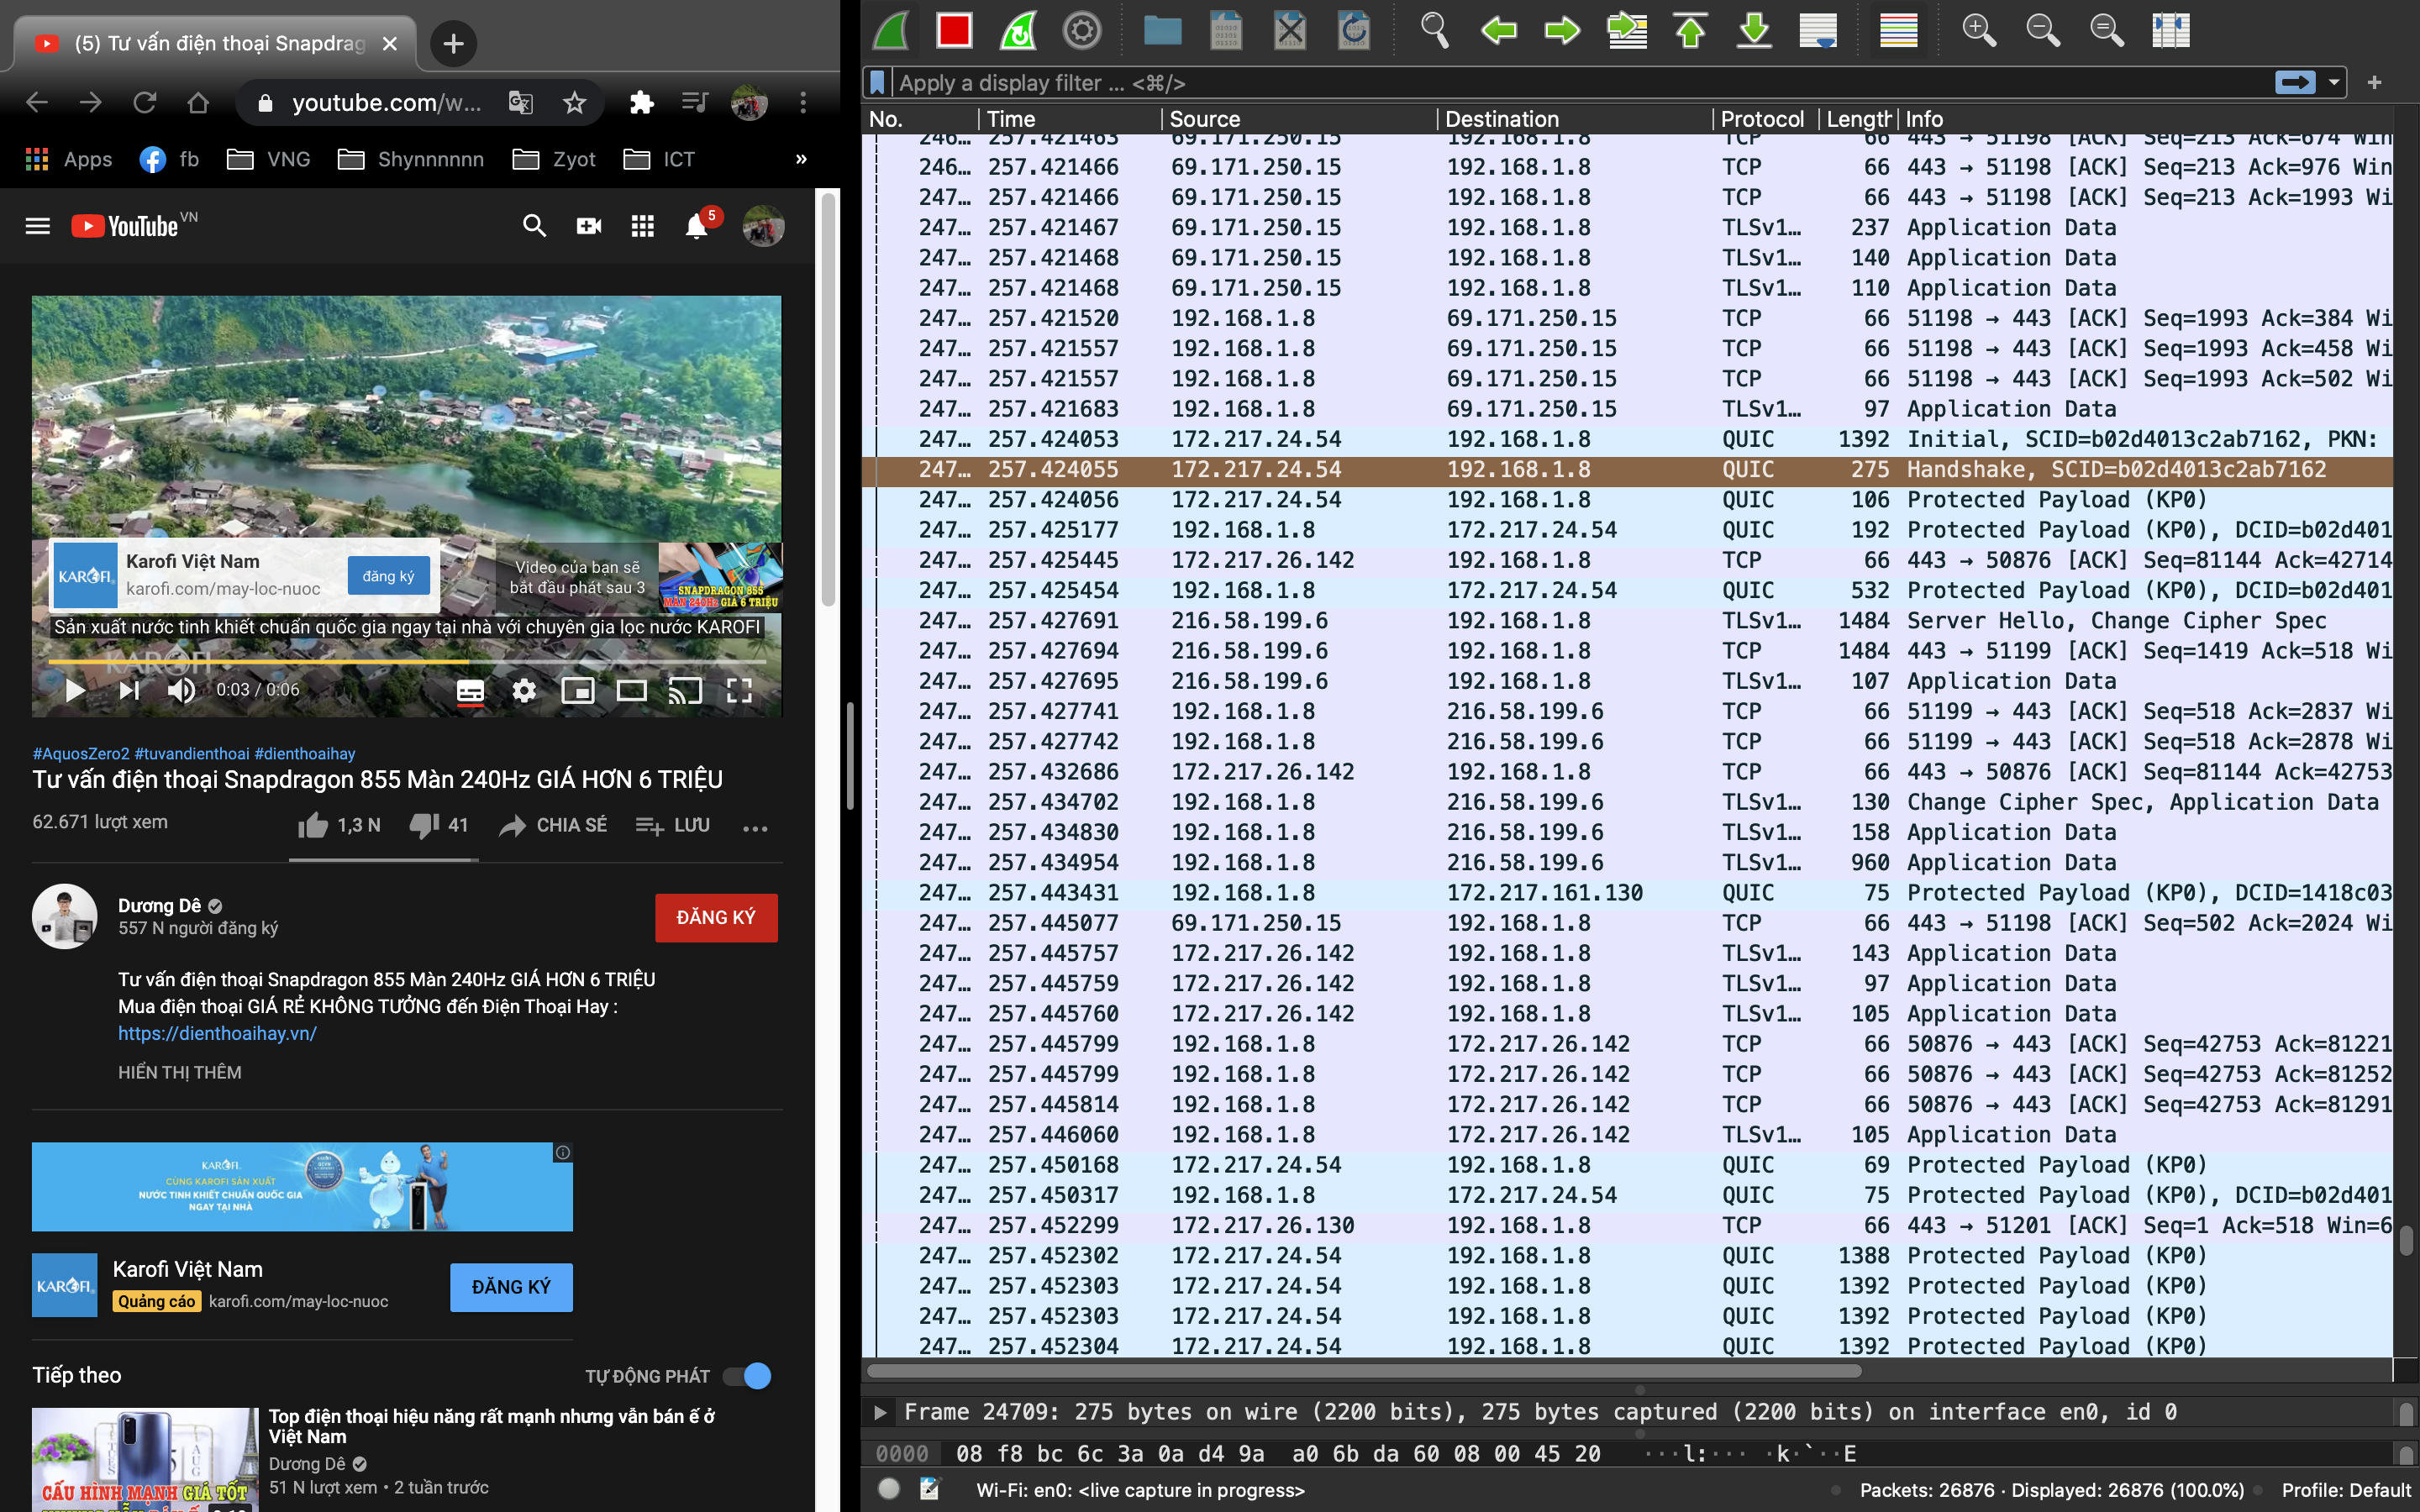 (5) Tư vấn điện thoại Snapdrag
youtube.com/w...
Apps fb VNG Shynnnnnn Zyot ICT »
YouTube VN
5
KAROFI
Karofi Việt Nam
karofi.com/may-loc-nuoc
đăng ký
Video của bạn sẽ
bắt đầu phát sau 3
SNAPDRAGON 855
MÀN 240Hz GIÁ 6 TRIỆU
Sản xuất nước tinh khiết chuẩn quốc gia ngay tại nhà với chuyên gia lọc nước KAROFI
KAROFI
0:03 / 0:06
#AquosZero2 #tuvandienthoai #dienthoaihay
Tư vấn điện thoại Snapdragon 855 Màn 240Hz GIÁ HƠN 6 TRIỆU
62.671 lượt xem
1,3 N 41 CHIA SẺ LƯU ...
Dương Dê
557 N người đăng ký
ĐĂNG KÝ
Tư vấn điện thoại Snapdragon 855 Màn 240Hz GIÁ HƠN 6 TRIỆU
Mua điện thoại GIÁ RẺ KHÔNG TƯỞNG đến Điện Thoại Hay :
https://dienthoaihay.vn/
HIỂN THỊ THÊM
KAROFI
CÙNG KAROFI SẢN XUẤT
NƯỚC TINH KHIẾT CHUẨN QUỐC GIA
NGAY TẠI NHÀ
KAROFI
Karofi Việt Nam
Quảng cáo karofi.com/may-loc-nuoc
ĐĂNG KÝ
Tiếp theo
TỰ ĐỘNG PHÁT
Top điện thoại hiệu năng rất mạnh nhưng vẫn bán ế ở
Việt Nam
Dương Dê
51 N lượt xem • 2 tuần trước
CẤU HÌNH MẠNH GIÁ TỐT
Apply a display filter ... <⌘/>
No. Time Source Destination Protocol Length Info
246… 257.421463 69.171.250.15 192.168.1.8 TCP 66 443 → 51198 [ACK] Seq=213 Ack=674 Win
246… 257.421466 69.171.250.15 192.168.1.8 TCP 66 443 → 51198 [ACK] Seq=213 Ack=976 Win
247… 257.421466 69.171.250.15 192.168.1.8 TCP 66 443 → 51198 [ACK] Seq=213 Ack=1993 Wi
247… 257.421467 69.171.250.15 192.168.1.8 TLSv1… 237 Application Data
247… 257.421468 69.171.250.15 192.168.1.8 TLSv1… 140 Application Data
247… 257.421468 69.171.250.15 192.168.1.8 TLSv1… 110 Application Data
247… 257.421520 192.168.1.8 69.171.250.15 TCP 66 51198 → 443 [ACK] Seq=1993 Ack=384 Wi
247… 257.421557 192.168.1.8 69.171.250.15 TCP 66 51198 → 443 [ACK] Seq=1993 Ack=458 Wi
247… 257.421557 192.168.1.8 69.171.250.15 TCP 66 51198 → 443 [ACK] Seq=1993 Ack=502 Wi
247… 257.421683 192.168.1.8 69.171.250.15 TLSv1… 97 Application Data
247… 257.424053 172.217.24.54 192.168.1.8 QUIC 1392 Initial, SCID=b02d4013c2ab7162, PKN:
247… 257.424055 172.217.24.54 192.168.1.8 QUIC 275 Handshake, SCID=b02d4013c2ab7162
247… 257.424056 172.217.24.54 192.168.1.8 QUIC 106 Protected Payload (KP0)
247… 257.425177 192.168.1.8 172.217.24.54 QUIC 192 Protected Payload (KP0), DCID=b02d401
247… 257.425445 172.217.26.142 192.168.1.8 TCP 66 443 → 50876 [ACK] Seq=81144 Ack=42714
247… 257.425454 192.168.1.8 172.217.24.54 QUIC 532 Protected Payload (KP0), DCID=b02d401
247… 257.427691 216.58.199.6 192.168.1.8 TLSv1… 1484 Server Hello, Change Cipher Spec
247… 257.427694 216.58.199.6 192.168.1.8 TCP 1484 443 → 51199 [ACK] Seq=1419 Ack=518 Wi
247… 257.427695 216.58.199.6 192.168.1.8 TLSv1… 107 Application Data
247… 257.427741 192.168.1.8 216.58.199.6 TCP 66 51199 → 443 [ACK] Seq=518 Ack=2837 Wi
247… 257.427742 192.168.1.8 216.58.199.6 TCP 66 51199 → 443 [ACK] Seq=518 Ack=2878 Wi
247… 257.432686 172.217.26.142 192.168.1.8 TCP 66 443 → 50876 [ACK] Seq=81144 Ack=42753
247… 257.434702 192.168.1.8 216.58.199.6 TLSv1… 130 Change Cipher Spec, Application Data
247… 257.434830 192.168.1.8 216.58.199.6 TLSv1… 158 Application Data
247… 257.434954 192.168.1.8 216.58.199.6 TLSv1… 960 Application Data
247… 257.443431 192.168.1.8 172.217.161.130 QUIC 75 Protected Payload (KP0), DCID=1418c03
247… 257.445077 69.171.250.15 192.168.1.8 TCP 66 443 → 51198 [ACK] Seq=502 Ack=2024 Wi
247… 257.445757 172.217.26.142 192.168.1.8 TLSv1… 143 Application Data
247… 257.445759 172.217.26.142 192.168.1.8 TLSv1… 97 Application Data
247… 257.445760 172.217.26.142 192.168.1.8 TLSv1… 105 Application Data
247… 257.445799 192.168.1.8 172.217.26.142 TCP 66 50876 → 443 [ACK] Seq=42753 Ack=81221
247… 257.445799 192.168.1.8 172.217.26.142 TCP 66 50876 → 443 [ACK] Seq=42753 Ack=81252
247… 257.445814 192.168.1.8 172.217.26.142 TCP 66 50876 → 443 [ACK] Seq=42753 Ack=81291
247… 257.446060 192.168.1.8 172.217.26.142 TLSv1… 105 Application Data
247… 257.450168 172.217.24.54 192.168.1.8 QUIC 69 Protected Payload (KP0)
247… 257.450317 192.168.1.8 172.217.24.54 QUIC 75 Protected Payload (KP0), DCID=b02d401
247… 257.452299 172.217.26.130 192.168.1.8 TCP 66 443 → 51201 [ACK] Seq=1 Ack=518 Win=6
247… 257.452302 172.217.24.54 192.168.1.8 QUIC 1388 Protected Payload (KP0)
247… 257.452303 172.217.24.54 192.168.1.8 QUIC 1392 Protected Payload (KP0)
247… 257.452303 172.217.24.54 192.168.1.8 QUIC 1392 Protected Payload (KP0)
247… 257.452304 172.217.24.54 192.168.1.8 QUIC 1392 Protected Payload (KP0)
Frame 24709: 275 bytes on wire (2200 bits), 275 bytes captured (2200 bits) on interface en0, id 0
0000 08 f8 bc 6c 3a 0a d4 9a a0 6b da 60 08 00 45 20 ···l:··· ·k·`··E
Wi-Fi: en0: <live capture in progress>
Packets: 26876 · Displayed: 26876 (100.0%)
Profile: Default